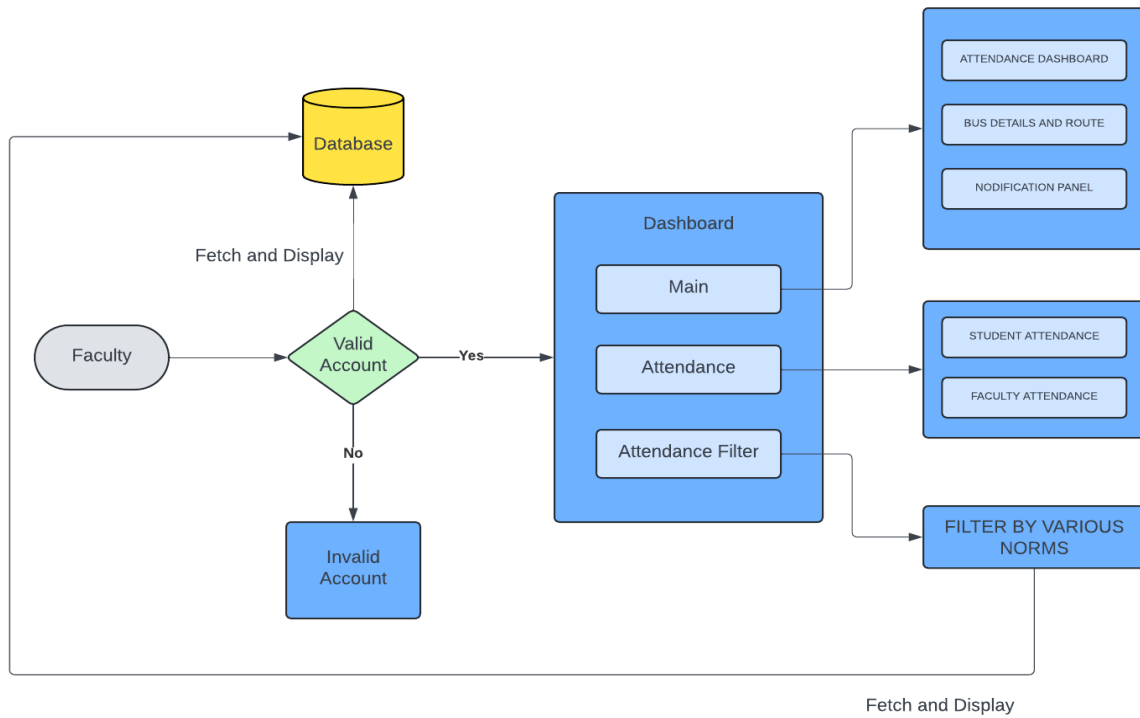 ATTENDANCE DASHBOARD
BUS DETAILS AND ROUTE
NODIFICATION PANEL
Database
Dashboard
Fetch and Display
Main
Faculty
Valid
Account
Yes
Attendance
STUDENT ATTENDANCE
FACULTY ATTENDANCE
No
Attendance Filter
Invalid
Account
FILTER BY VARIOUS
NORMS
Fetch and Display